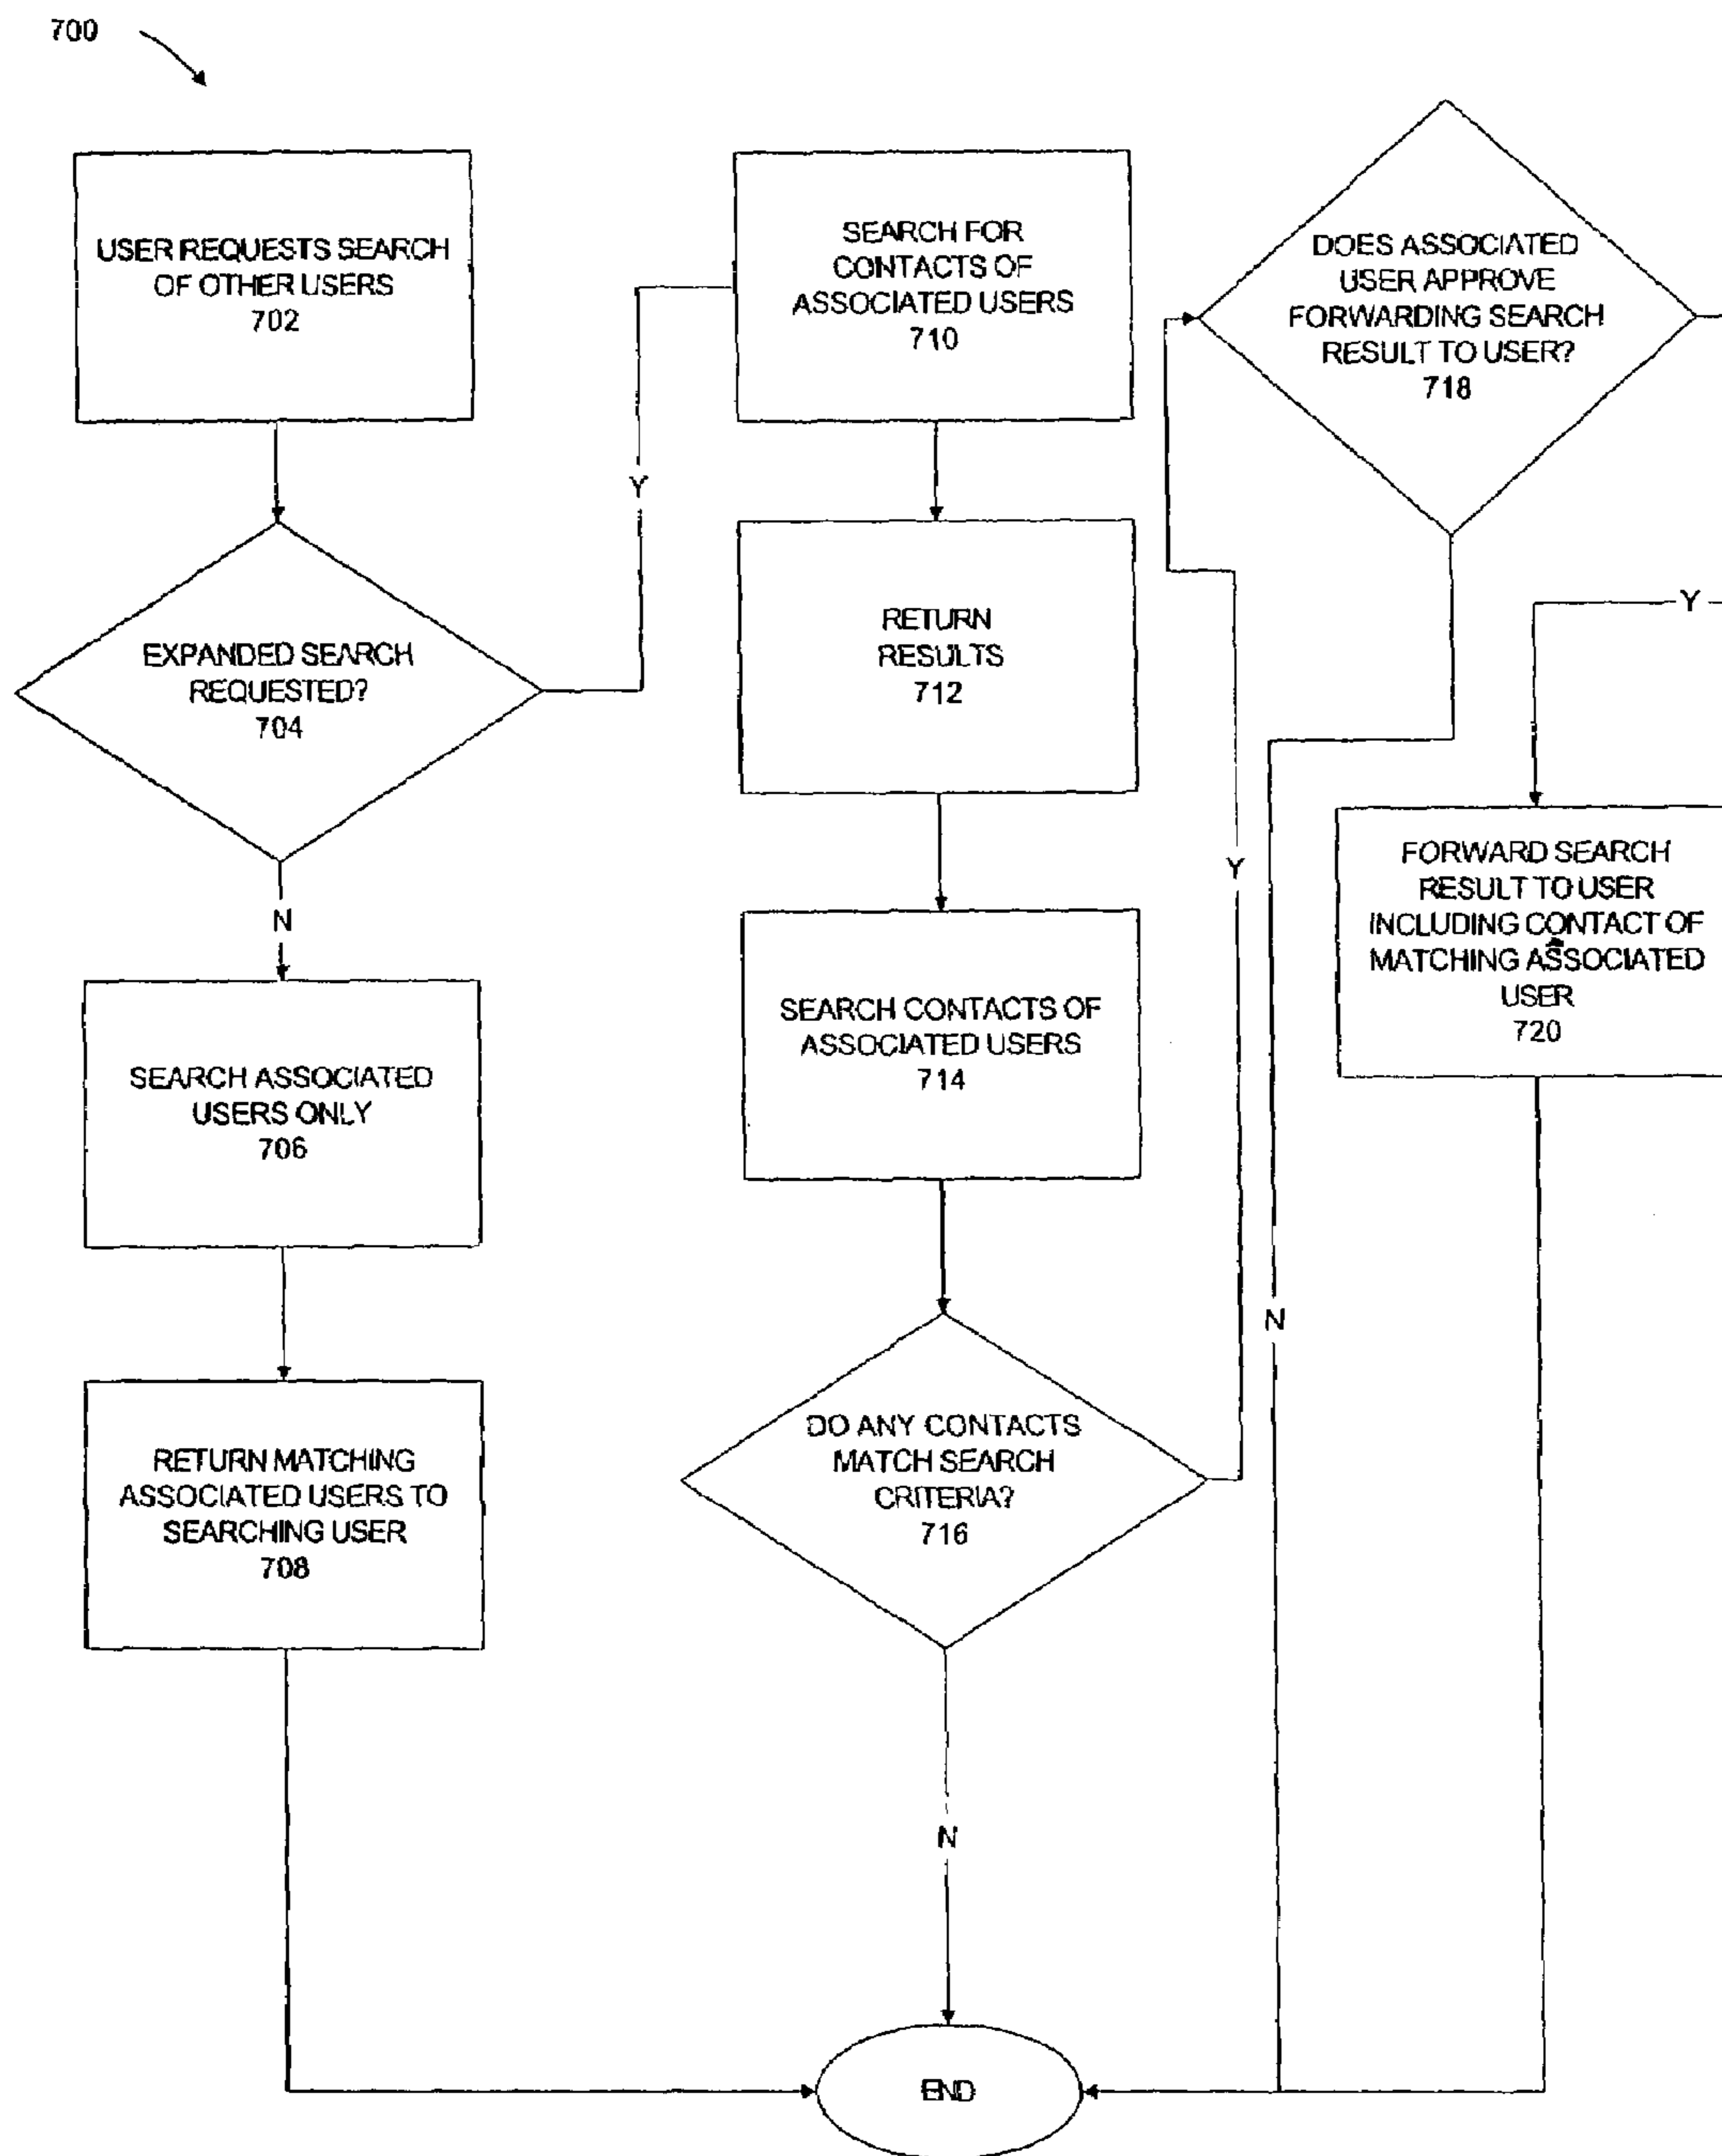 700
USER REQUESTS SEARCH
OF OTHER USERS
702
EXPANDED SEARCH
REQUESTED?
704
N
SEARCH ASSOCIATED
USERS ONLY
706
RETURN MATCHING
ASSOCIATED USERS TO
SEARCHING USER
708
Y
SEARCH FOR
CONTACTS OF
ASSOCIATED USERS
710
RETURN
RESULTS
712
SEARCH CONTACTS OF
ASSOCIATED USERS
714
DO ANY CONTACTS
MATCH SEARCH
CRITERIA?
716
N
Y
DOES ASSOCIATED
USER APPROVE
FORWARDING SEARCH
RESULT TO USER?
718
N
Y
FORWARD SEARCH
RESULT TO USER
INCLUDING CONTACT OF
MATCHING ASSOCIATED
USER
720
END